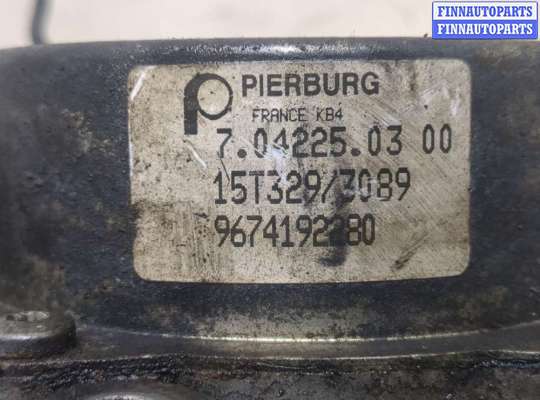 FINNAUTOPARTS
FINNAUTOPARTS
PIERBURG
FRANCE KB4
7.04225.03 00
15T329/3089
9674192280